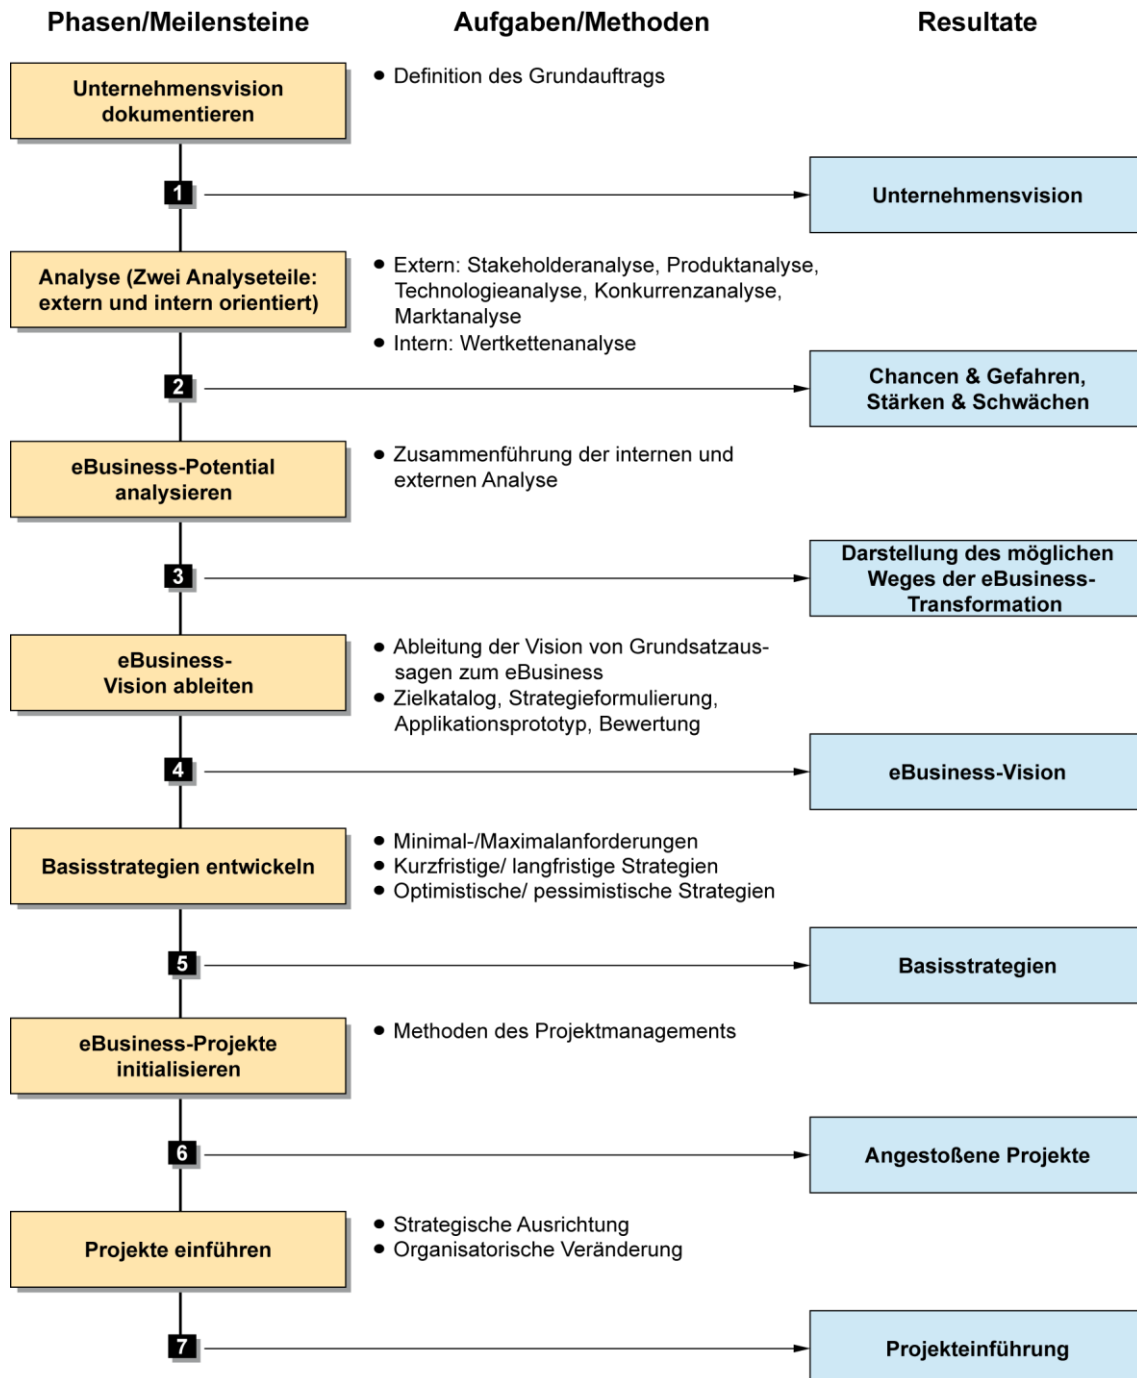 Phasen/Meilensteine
Aufgaben/Methoden
Resultate
Unternehmensvision
dokumentieren
• Definition des Grundauftrags
1
Unternehmensvision
Analyse (Zwei Analyseteile:
extern und intern orientiert)
• Extern: Stakeholderanalyse, Produktanalyse,
Technologieanalyse, Konkurrenzanalyse,
Marktanalyse
• Intern: Wertkettenanalyse
2
Chancen & Gefahren,
Stärken & Schwächen
eBusiness-Potential
analysieren
• Zusammenführung der internen und
externen Analyse
3
Darstellung des möglichen
Weges der eBusiness-
Transformation
eBusiness-
Vision ableiten
• Ableitung der Vision von Grundsatzaus-
sagen zum eBusiness
• Zielkatalog, Strategieformulierung,
Applikationsprototyp, Bewertung
4
eBusiness-Vision
Basisstrategien entwickeln
• Minimal-/Maximalanforderungen
• Kurzfristige/ langfristige Strategien
• Optimistische/ pessimistische Strategien
5
Basisstrategien
eBusiness-Projekte
initialisieren
• Methoden des Projektmanagements
6
Angestoßene Projekte
Projekte einführen
• Strategische Ausrichtung
• Organisatorische Veränderung
7
Projekteinführung